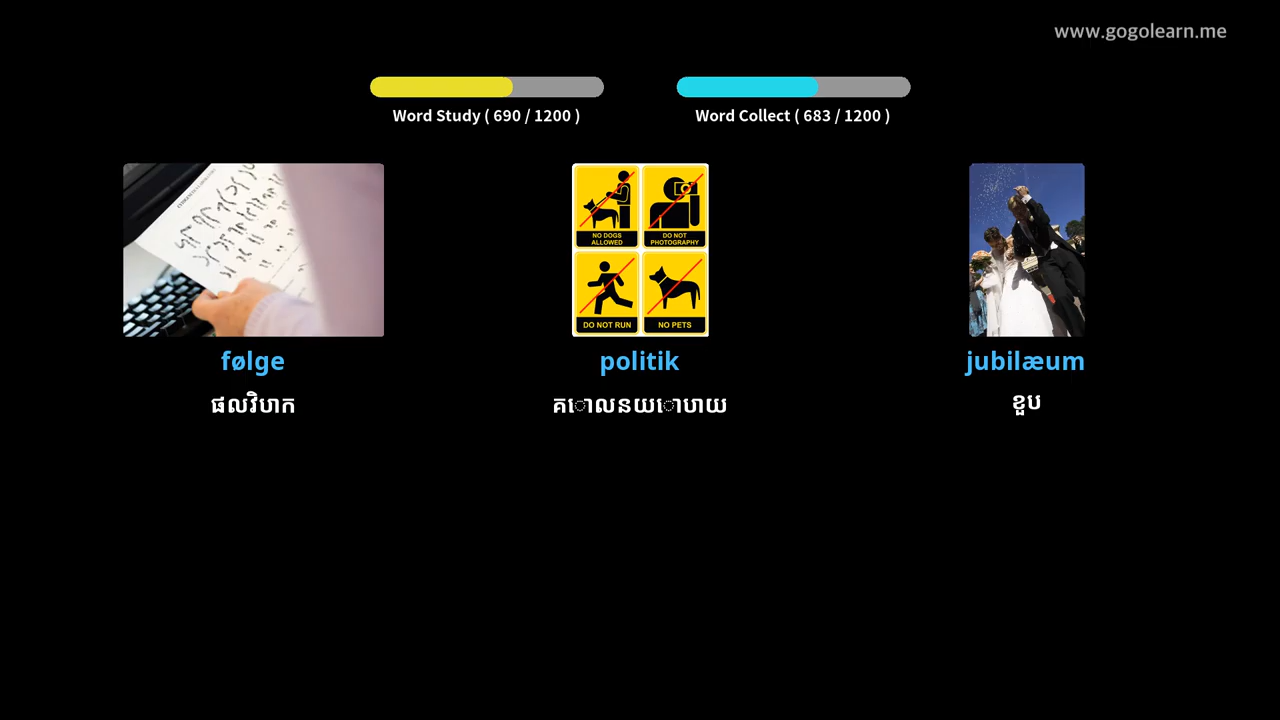 www.gogolearn.me
Word Study ( 690 / 1200 )
Word Collect ( 683 / 1200 )
NO DOGS
ALLOWED
DO NOT
PHOTOGRAPHY
DO NOT RUN
NO PETS
følge
politik
jubilæum
ផលវិបាក
គោលនយោបាយ
ខួប